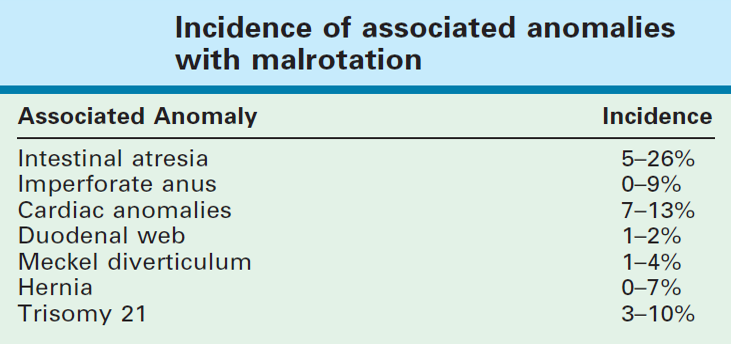 Incidence of associated anomalies
with malrotation
Associated Anomaly Incidence
Intestinal atresia 5–26%
Imperforate anus 0–9%
Cardiac anomalies 7–13%
Duodenal web 1–2%
Meckel diverticulum 1–4%
Hernia 0–7%
Trisomy 21 3–10%